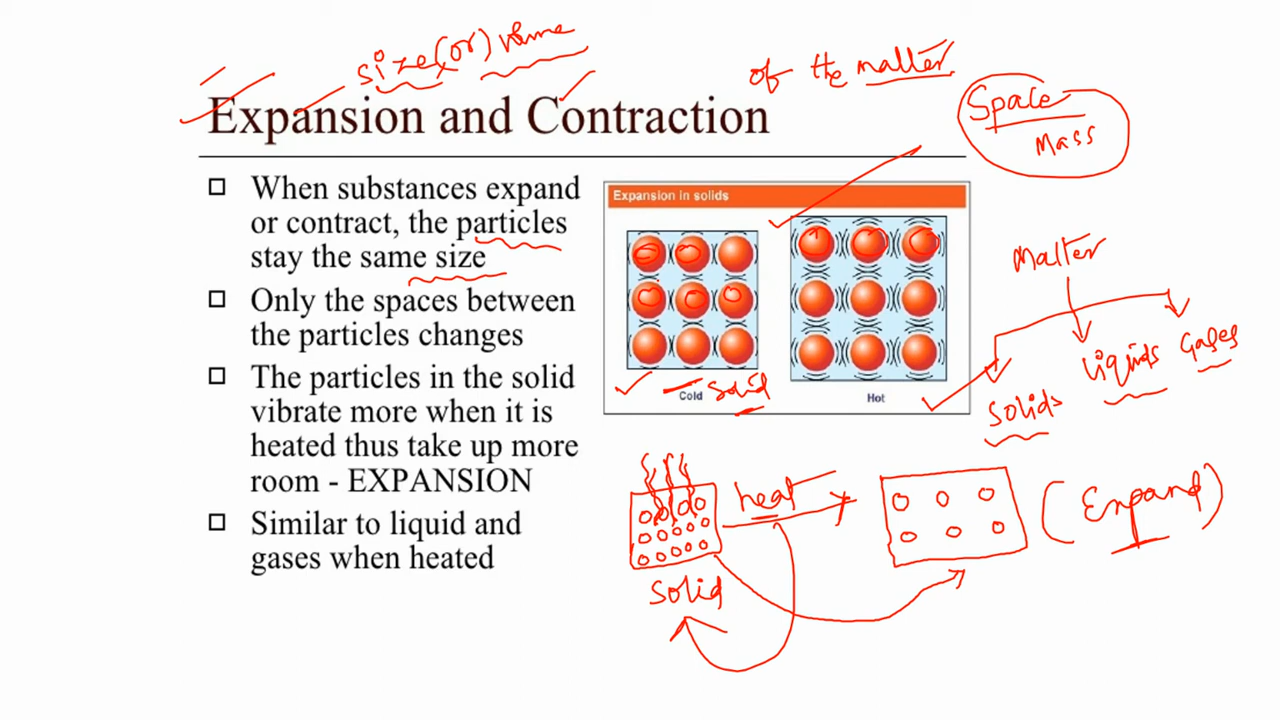 size (or) volume
of the matter
Expansion and Contraction
Space
Mass
When substances expand
or contract, the particles
stay the same size
Only the spaces between
the particles changes
The particles in the solid
vibrate more when it is
heated thus take up more
room - EXPANSION
Similar to liquid and
gases when heated
Expansion in solids
Cold
solid
Hot
Matter
Solids
Liquids
Gases
heat
Solid
(Expand)